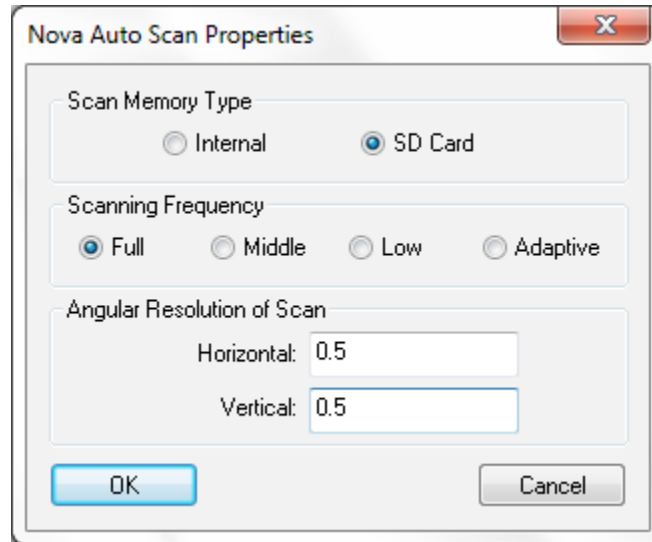 Nova Auto Scan Properties
Scan Memory Type
Internal SD Card
Scanning Frequency
Full Middle Low Adaptive
Angular Resolution of Scan
Horizontal: 0.5
Vertical: 0.5
OK Cancel